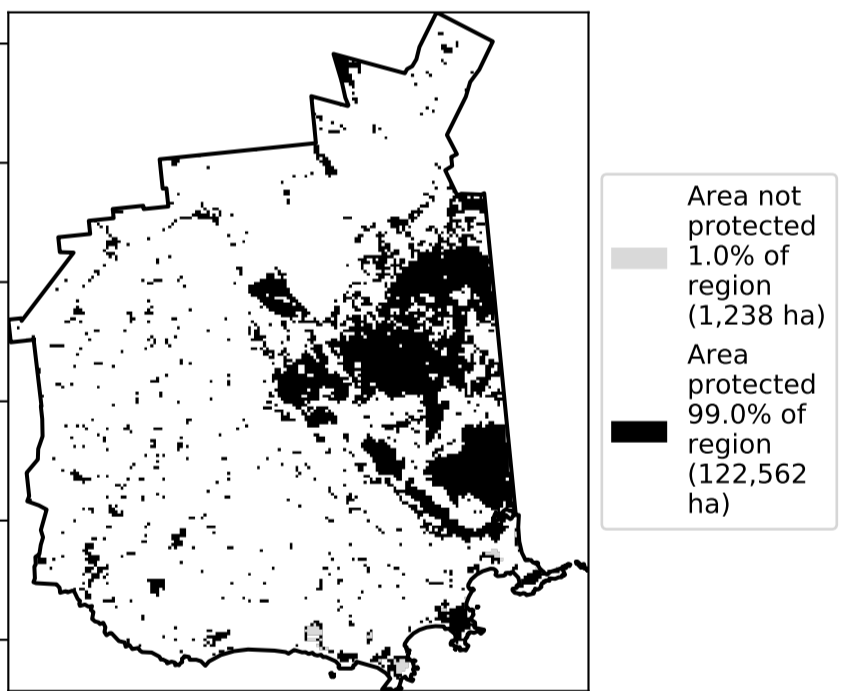 Area not
protected
1.0% of
region
(1,238 ha)
Area
protected
99.0% of
region
(122,562
ha)